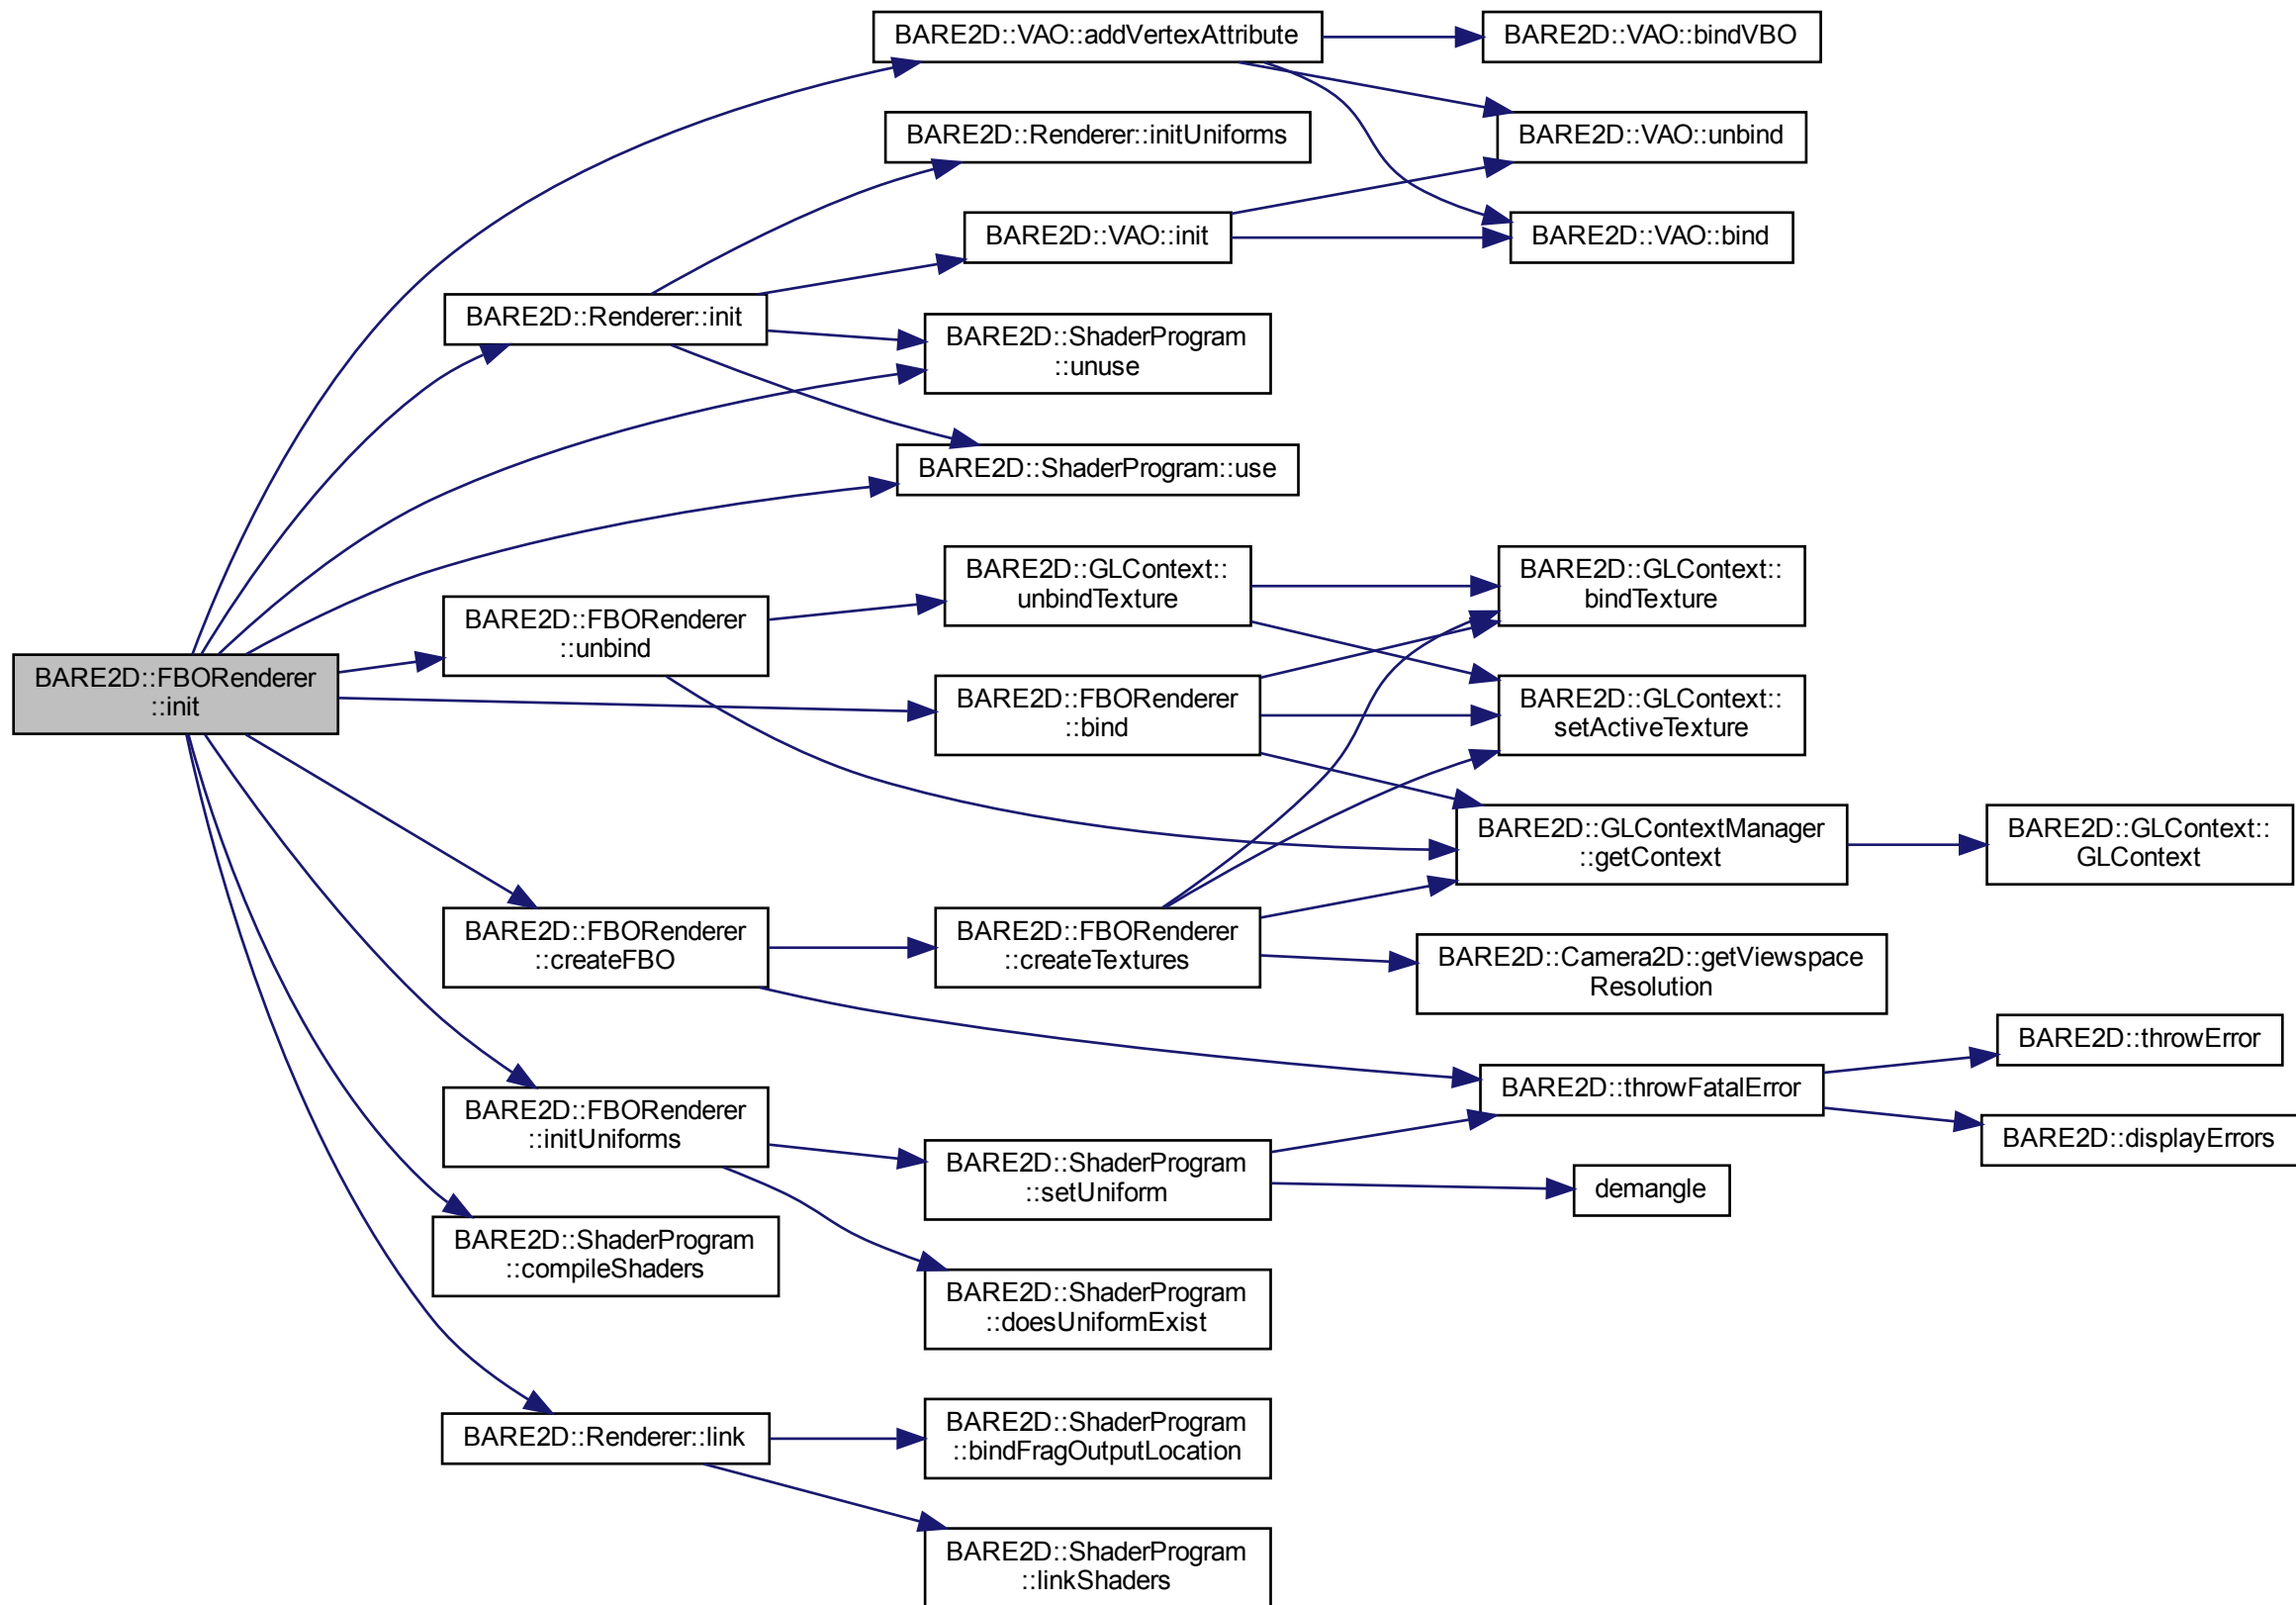 BARE2D::VAO::addVertexAttribute
BARE2D::VAO::bindVBO
BARE2D::Renderer::initUniforms
BARE2D::VAO::unbind
BARE2D::VAO::init
BARE2D::VAO::bind
BARE2D::Renderer::init
BARE2D::ShaderProgram
::unuse
BARE2D::ShaderProgram::use
BARE2D::GLContext::
unbindTexture
BARE2D::GLContext::
bindTexture
BARE2D::FBORenderer
::unbind
BARE2D::FBORenderer
::init
BARE2D::FBORenderer
::bind
BARE2D::GLContext::
setActiveTexture
BARE2D::GLContextManager
::getContext
BARE2D::GLContext::
GLContext
BARE2D::FBORenderer
::createFBO
BARE2D::FBORenderer
::createTextures
BARE2D::Camera2D::getViewspace
Resolution
BARE2D::throwError
BARE2D::throwFatalError
BARE2D::FBORenderer
::initUniforms
BARE2D::displayErrors
BARE2D::ShaderProgram
::setUniform
demangle
BARE2D::ShaderProgram
::compileShaders
BARE2D::ShaderProgram
::doesUniformExist
BARE2D::Renderer::link
BARE2D::ShaderProgram
::bindFragOutputLocation
BARE2D::ShaderProgram
::linkShaders